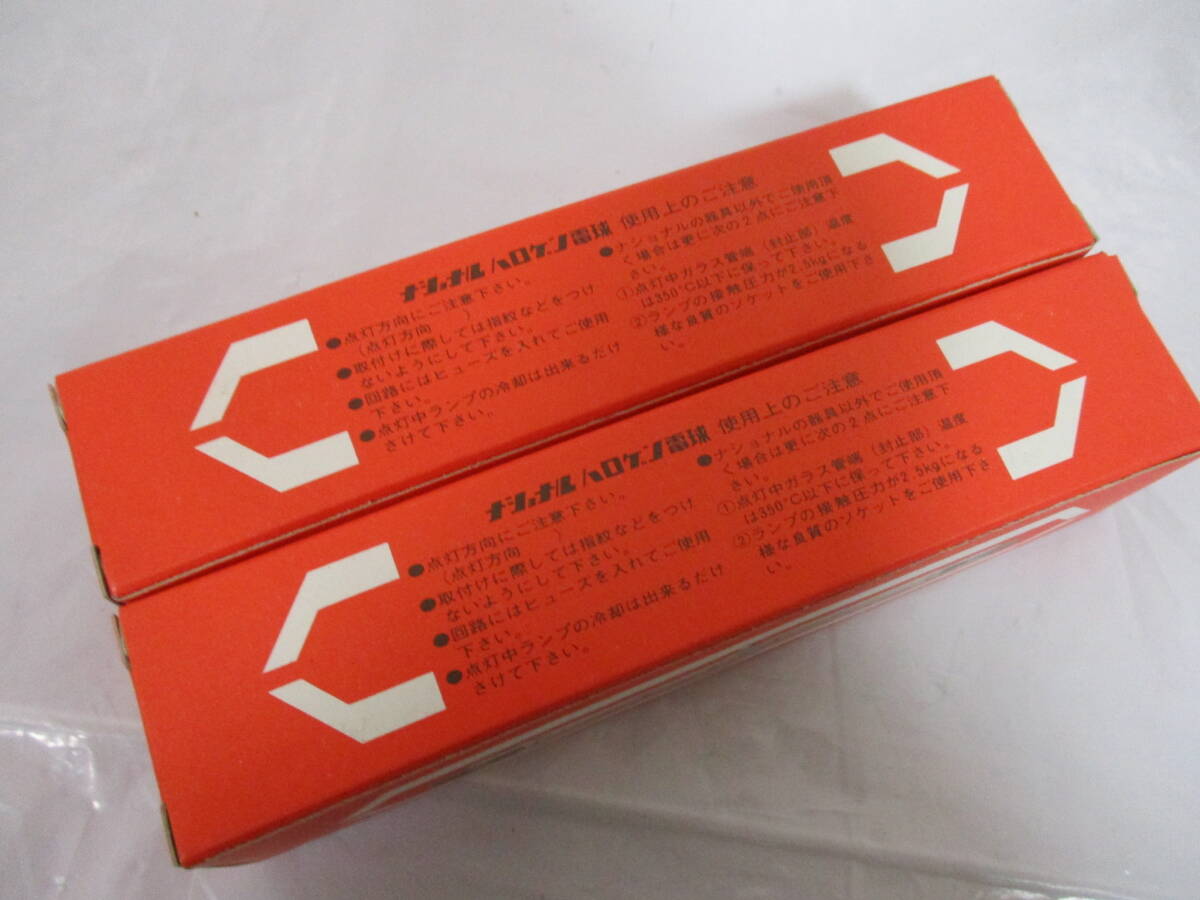 ナショナルハロゲン電球 使用上のご注意
●点灯方向にご注意下さい。
（点灯方向　　）
●取付けに際しては指紋などをつけ
ないようにして下さい。
●回路にはヒューズを入れてご使用
下さい。
●点灯中ランプの冷却は出来るだけ
さけて下さい。
●ナショナルの器具以外でご使用頂
く場合は更に次の2点にご注意下
さい。
①点灯中ガラス管端（封止部）温度
は350°C以下に保って下さい。
②ランプの接触圧力が2.5kgになる
様な良質のソケットをご使用下さ
い。
ナショナルハロゲン電球 使用上のご注意
●点灯方向にご注意下さい。
（点灯方向　　）
●取付けに際しては指紋などをつけ
ないようにして下さい。
●回路にはヒューズを入れてご使用
下さい。
●点灯中ランプの冷却は出来るだけ
さけて下さい。
●ナショナルの器具以外でご使用頂
く場合は更に次の2点にご注意下
さい。
①点灯中ガラス管端（封止部）温度
は350°C以下に保って下さい。
②ランプの接触圧力が2.5kgになる
様な良質のソケットをご使用下さ
い。